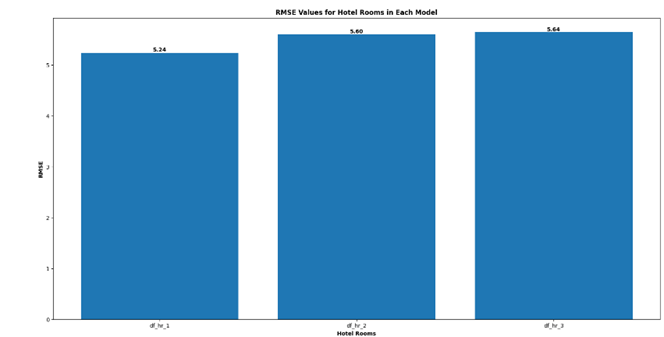 RMSE Values for Hotel Rooms in Each Model
5.24
5.60
5.64
RMSE
5
4
3
2
1
0
df_hr_1
df_hr_2
df_hr_3
Hotel Rooms